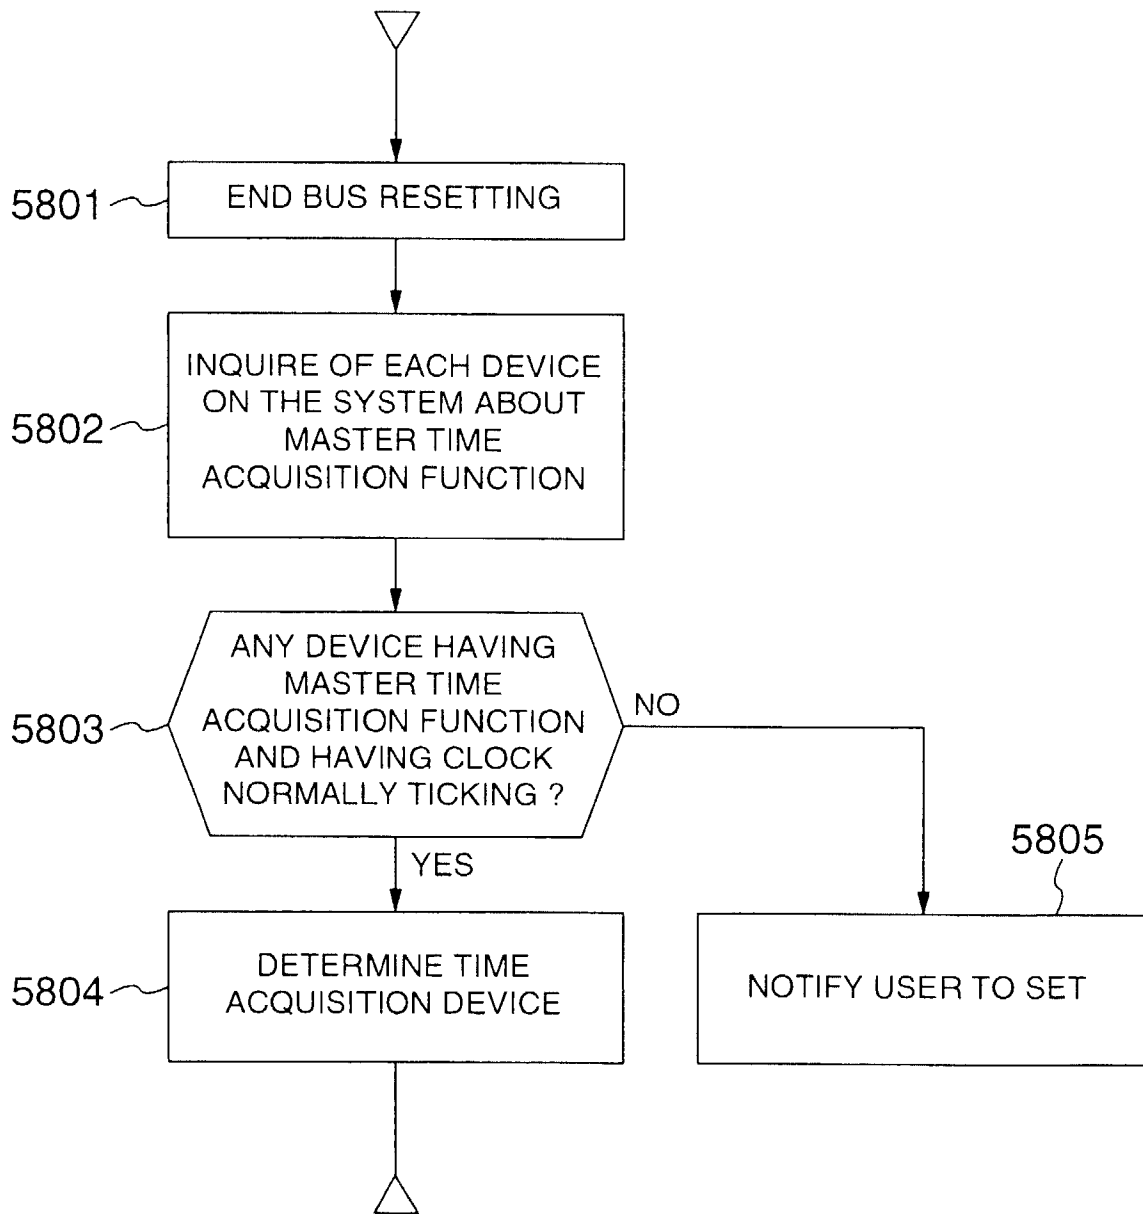 5801
END BUS RESETTING
5802
INQUIRE OF EACH DEVICE
ON THE SYSTEM ABOUT
MASTER TIME
ACQUISITION FUNCTION
5803
ANY DEVICE HAVING
MASTER TIME
ACQUISITION FUNCTION
AND HAVING CLOCK
NORMALLY TICKING ?
NO
YES
5804
DETERMINE TIME
ACQUISITION DEVICE
5805
NOTIFY USER TO SET